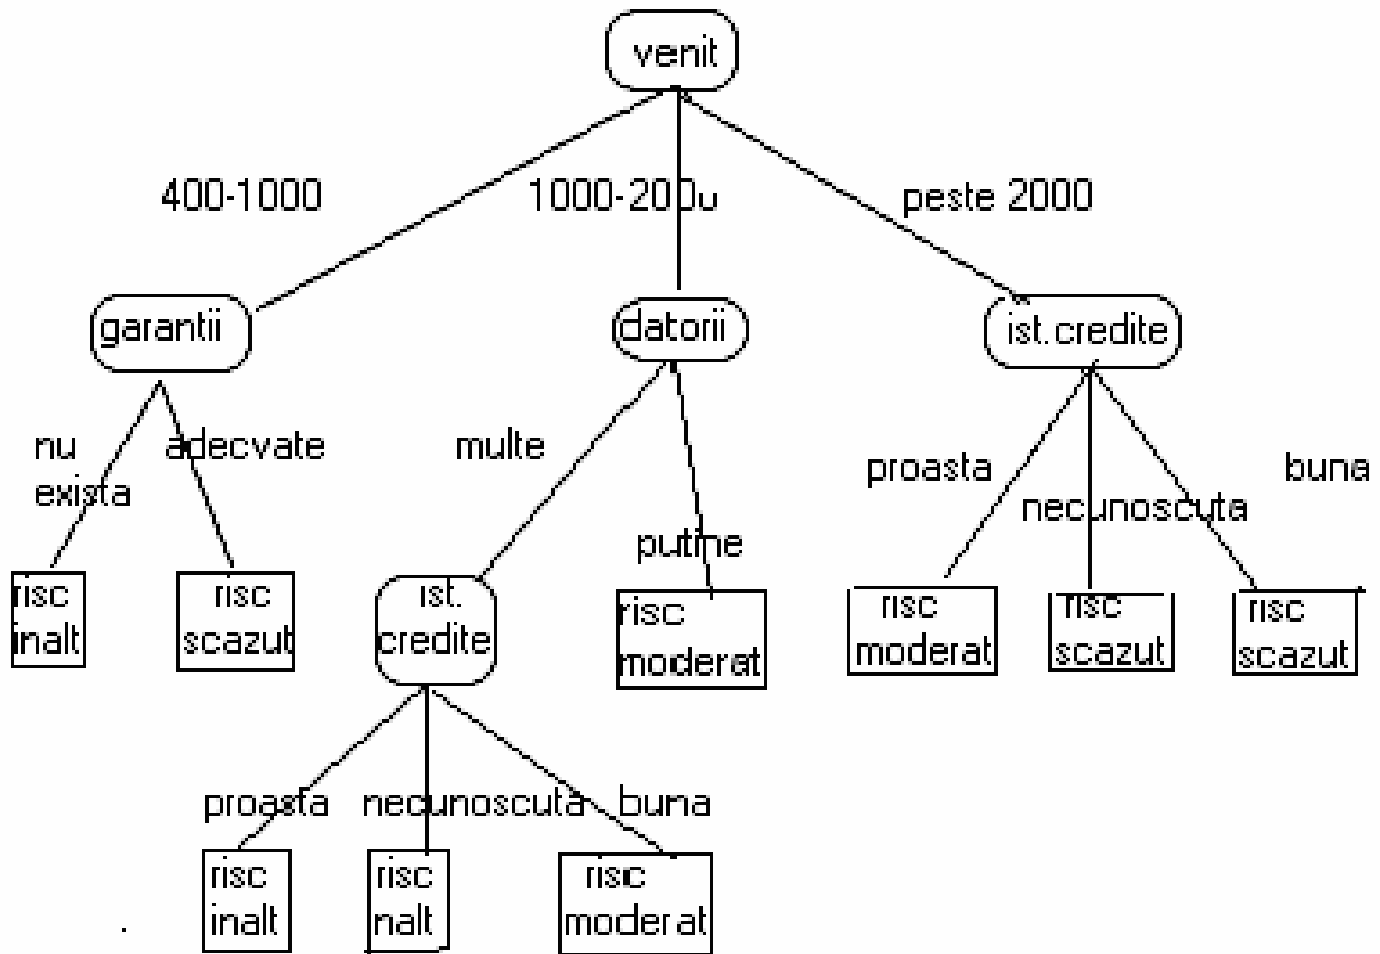 venit
400-1000
1000-200u
peste 2000
garantii
datorii
ist.credite
nu
exista
adecvate
multe
putine
proasta
necunoscuta
buna
risc
inalt
risc
scazut
ist.
credite
risc
moderat
risc
moderat
risc
scazut
risc
scazut
proasta
necunoscuta
buna
risc
inalt
risc
nalt
risc
moderat